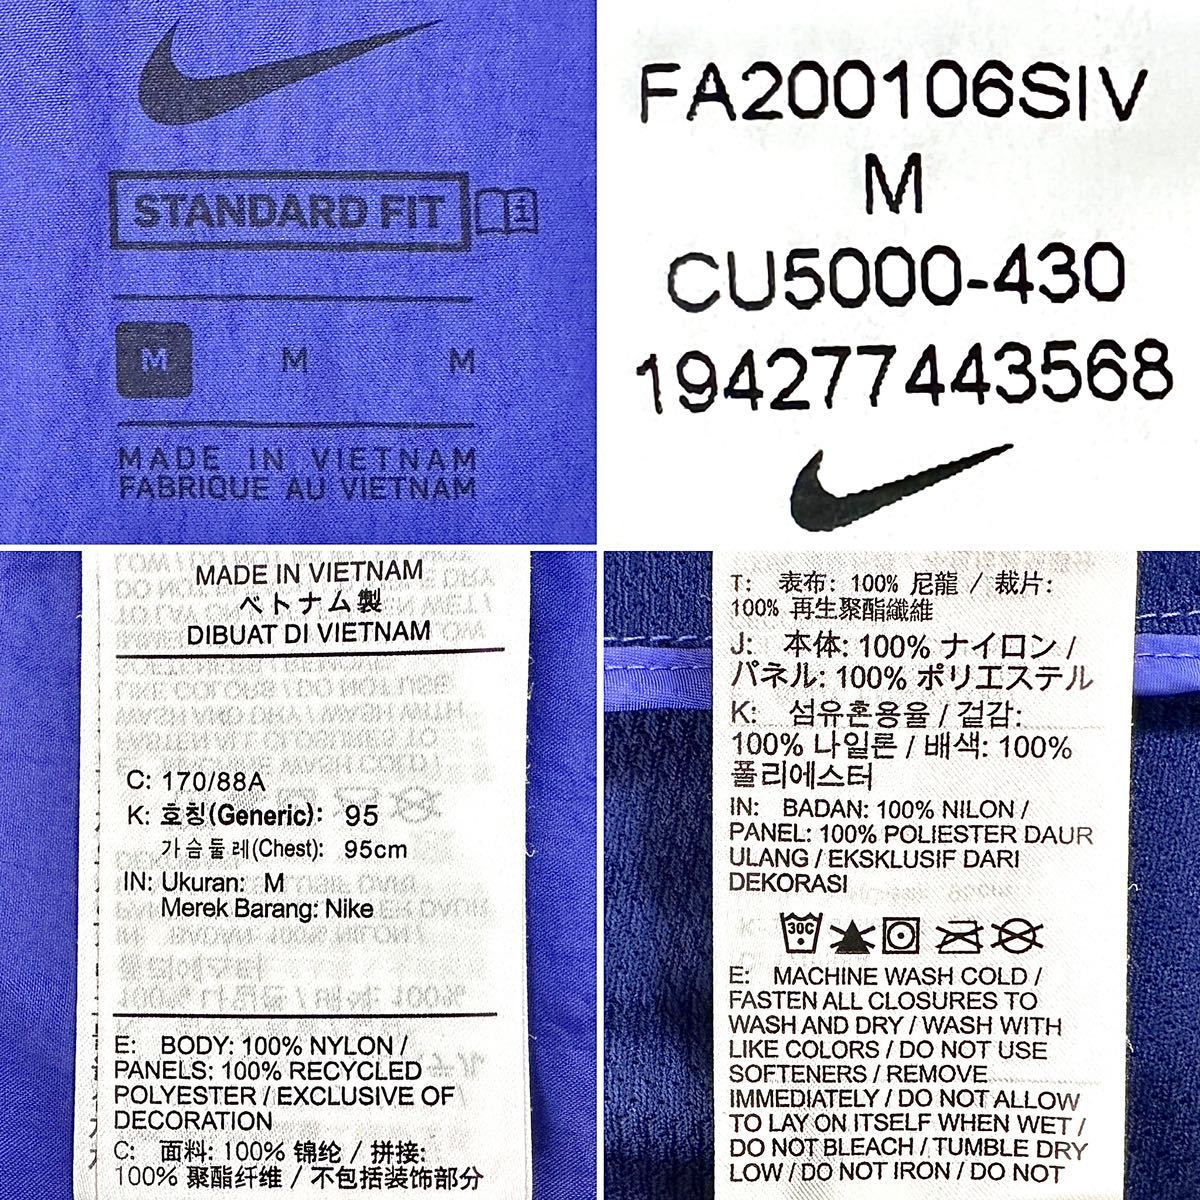 STANDARD FIT
M M M
MADE IN VIETNAM
FABRIQUE AU VIETNAM
FA200106SIV
M
CU5000-430
194277443568
MADE IN VIETNAM
ベトナム製
DIBUAT DI VIETNAM
C: 170/88A
K: 호칭(Generic): 95
가슴둘레(Chest): 95cm
IN: Ukuran: M
Merek Barang: Nike
E: BODY: 100% NYLON /
PANELS: 100% RECYCLED
POLYESTER / EXCLUSIVE OF
DECORATION
C: 面料: 100% 锦纶 / 拼接:
100% 聚酯纤维 / 不包括装饰部分
T: 表布: 100% 尼龍 / 裁片:
100% 再生聚酯纖維
J: 本体: 100% ナイロン /
パネル: 100% ポリエステル
K: 섬유혼용율 / 겉감:
100% 나일론 / 배색: 100%
폴리에스터
IN: BADAN: 100% NILON /
PANEL: 100% POLIESTER DAUR
ULANG / EKSKLUSIF DARI
DEKORASI
30C
E: MACHINE WASH COLD /
FASTEN ALL CLOSURES TO
WASH AND DRY / WASH WITH
LIKE COLORS / DO NOT USE
SOFTENERS / REMOVE
IMMEDIATELY / DO NOT ALLOW
TO LAY ON ITSELF WHEN WET /
DO NOT BLEACH / TUMBLE DRY
LOW / DO NOT IRON / DO NOT